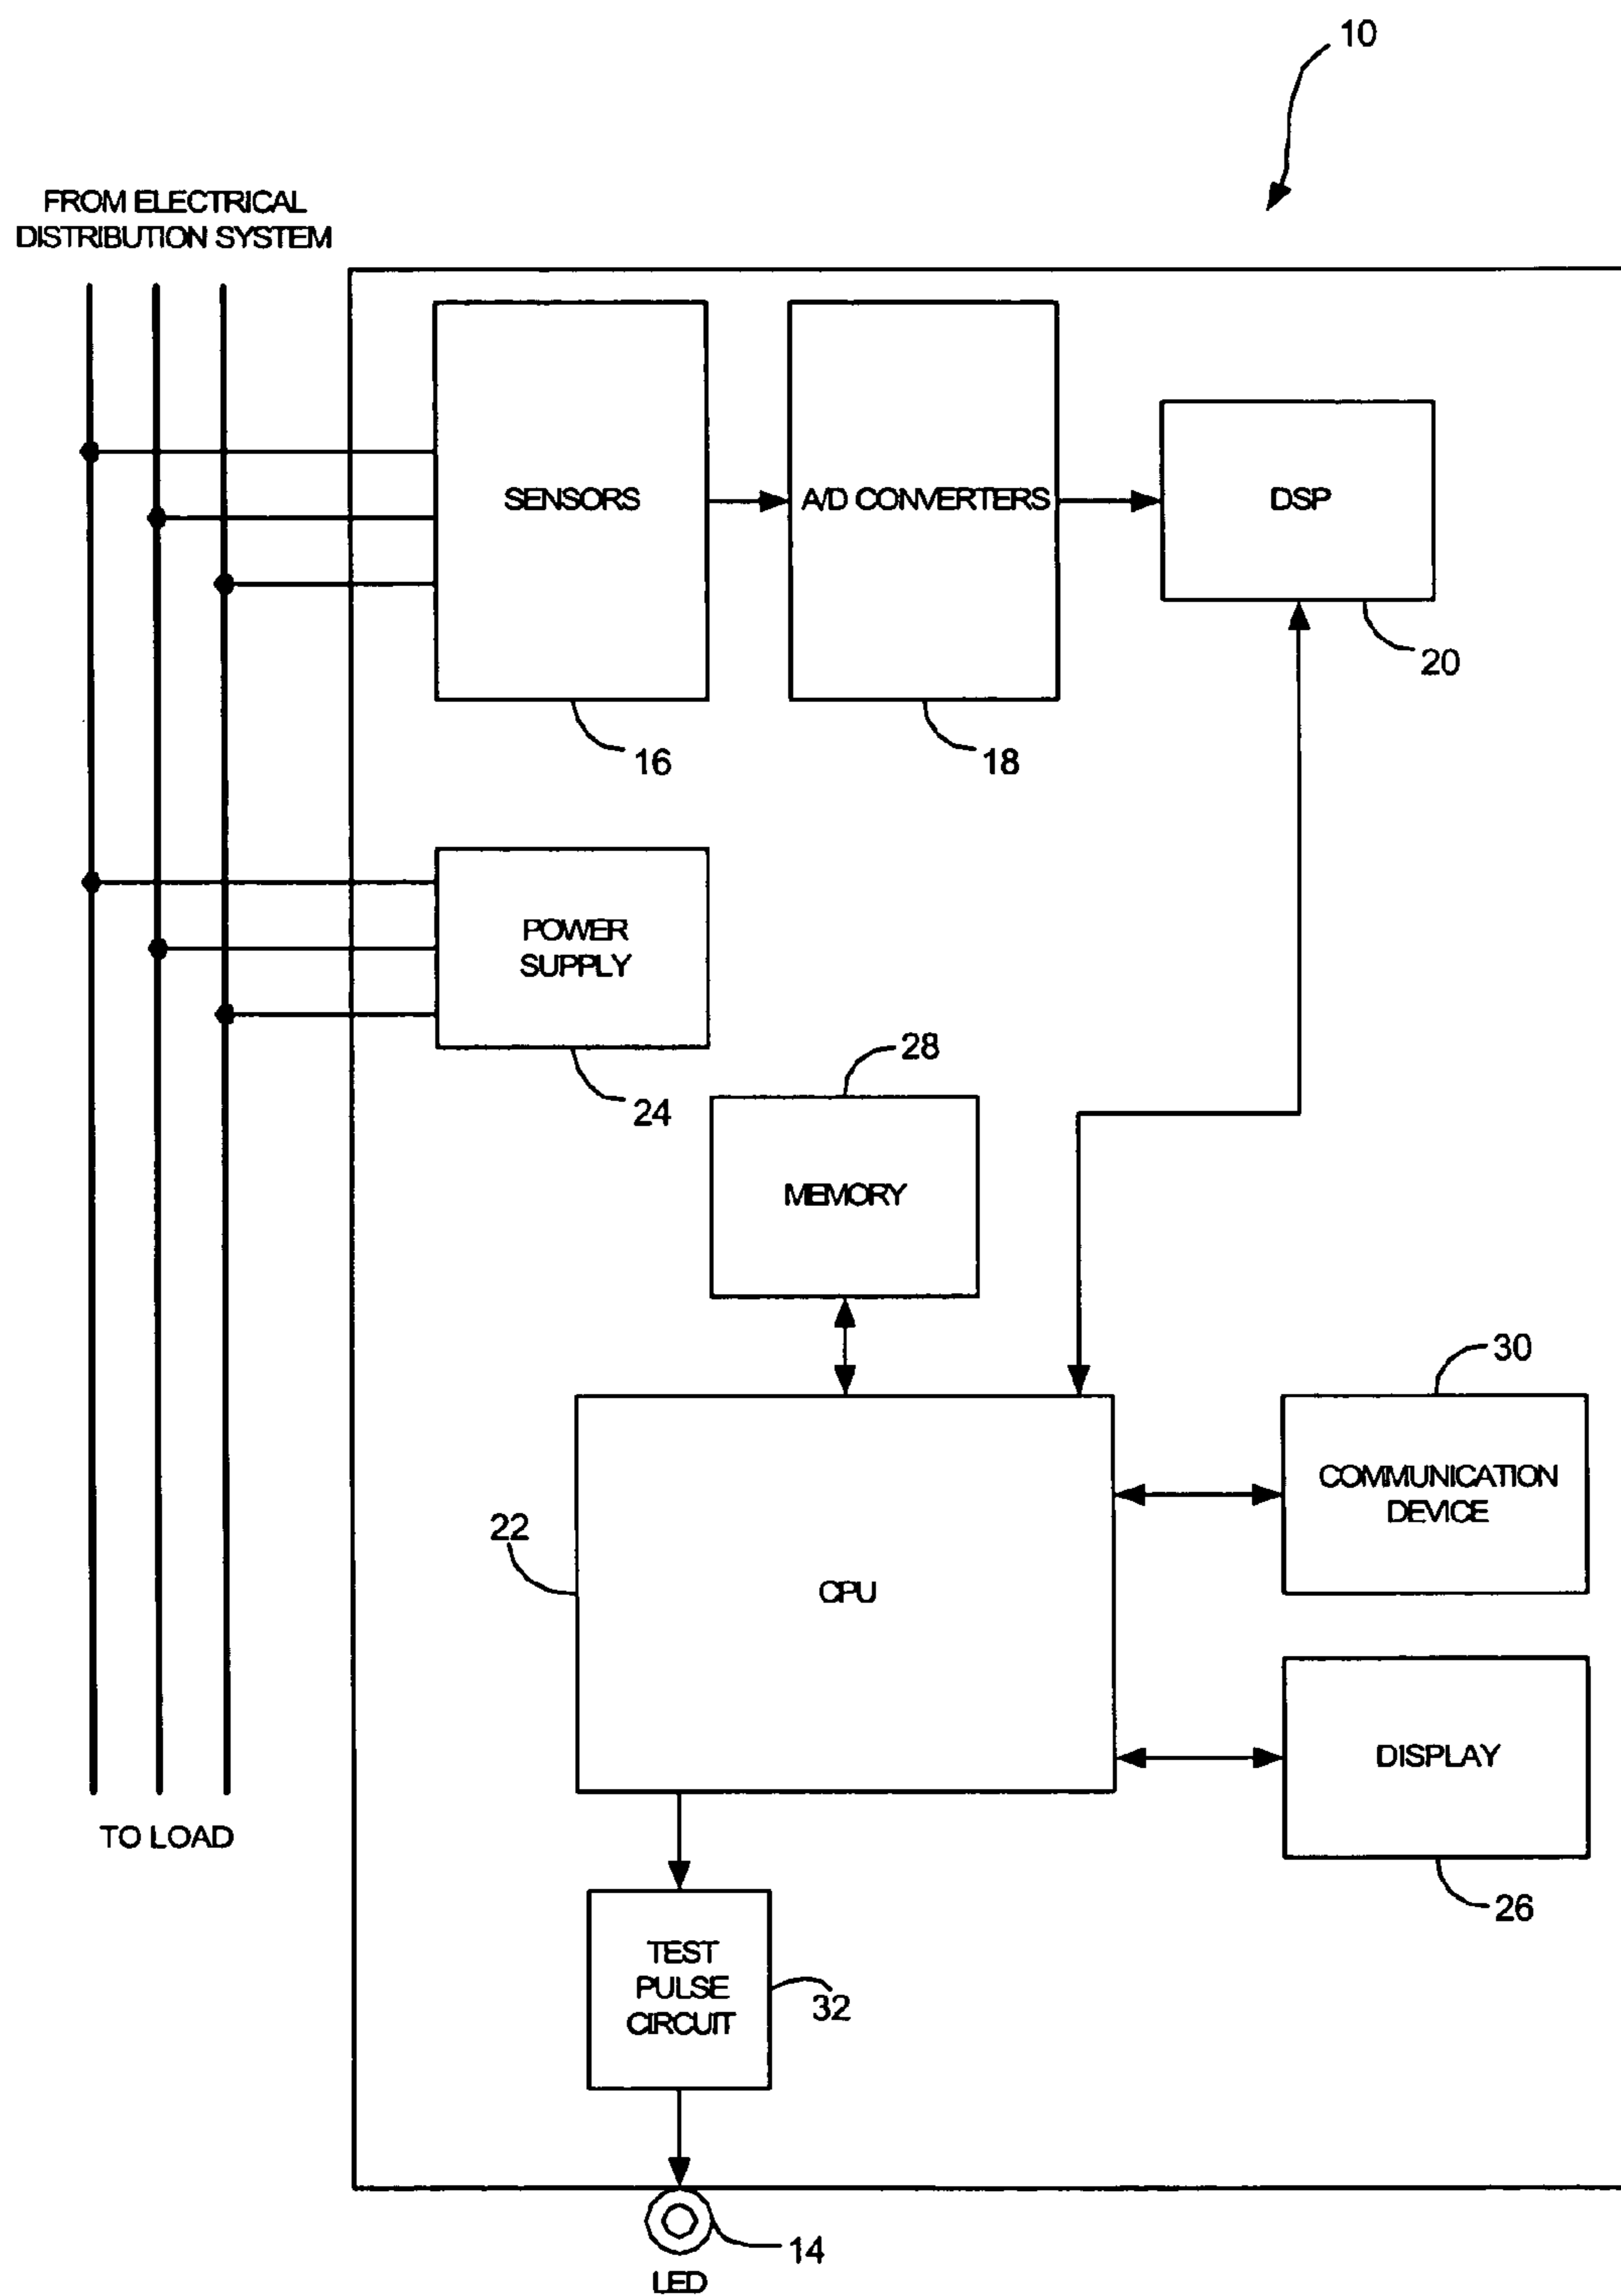 10
FROM ELECTRICAL
DISTRIBUTION SYSTEM
SENSORS
A/D CONVERTERS
DSP
20
16
18
POWER
SUPPLY
24
28
MEMORY
30
COMMUNICATION
DEVICE
22
CPU
DISPLAY
TO LOAD
26
TEST
PULSE
CIRCUIT
32
14
LED